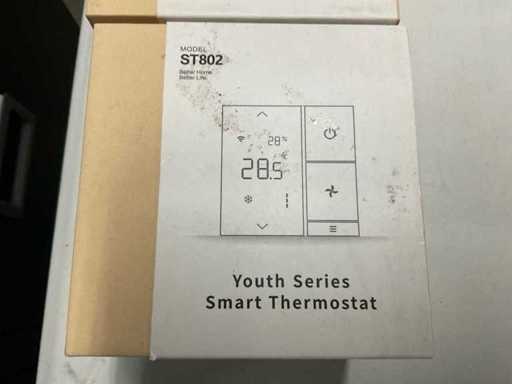 MODEL
ST802
Better Home
Better Life
28%
28.5
Youth Series
Smart Thermostat